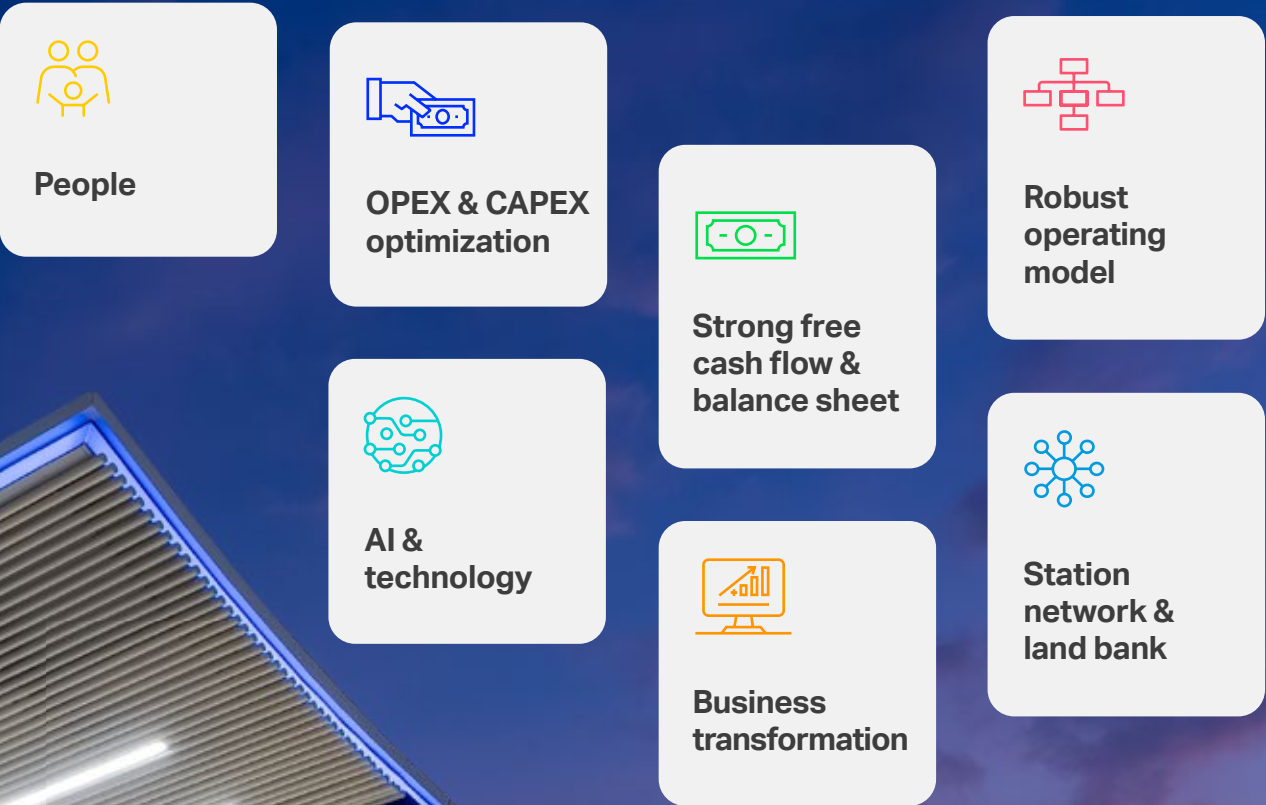 People
OPEX & CAPEX
optimization
AI &
technology
Strong free
cash flow &
balance sheet
Business
transformation
Robust
operating
model
Station
network &
land bank